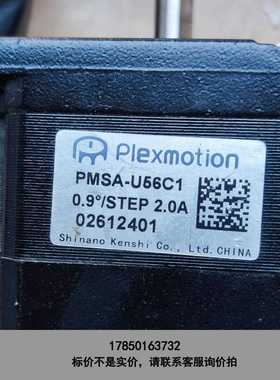 Plexmotion
PMSA-U56C1
0.9°/STEP 2.0A
02612401
Shinano Kenshi Co., Ltd. CHINA
17850163732
标价不是实价，请联系客服询价拍